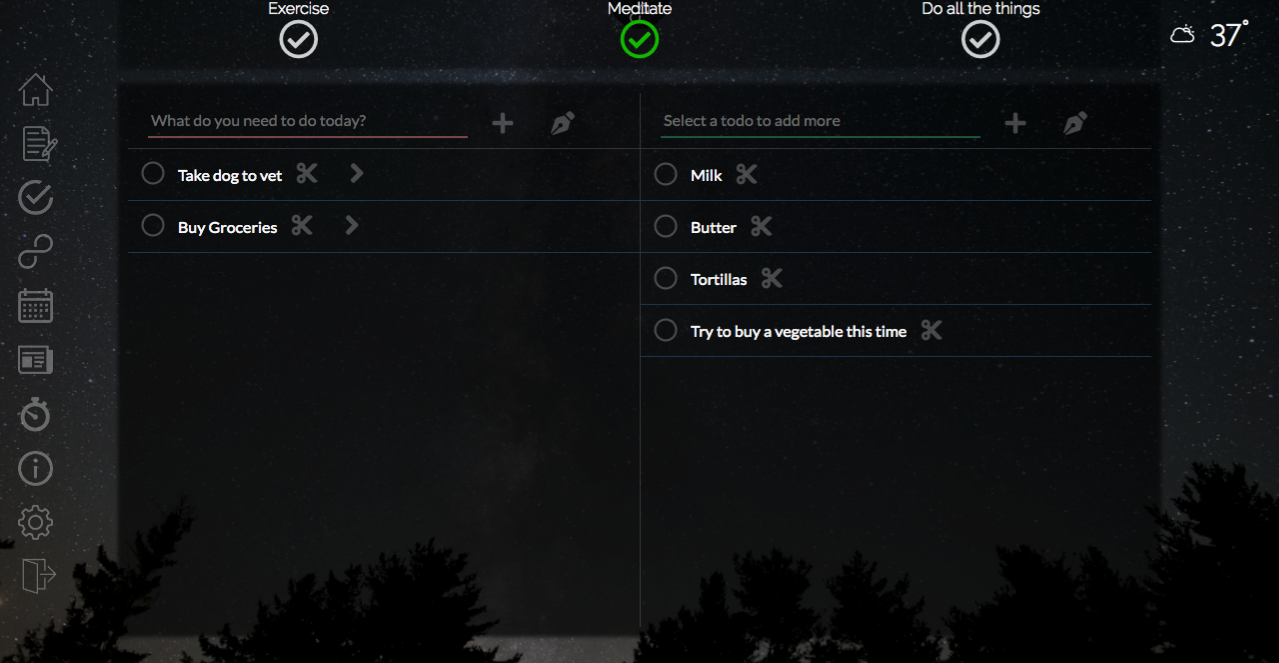 Exercise
Meditate
Do all the things
37°
What do you need to do today?
Select a todo to add more
Take dog to vet
Milk
Buy Groceries
Butter
Tortillas
Try to buy a vegetable this time